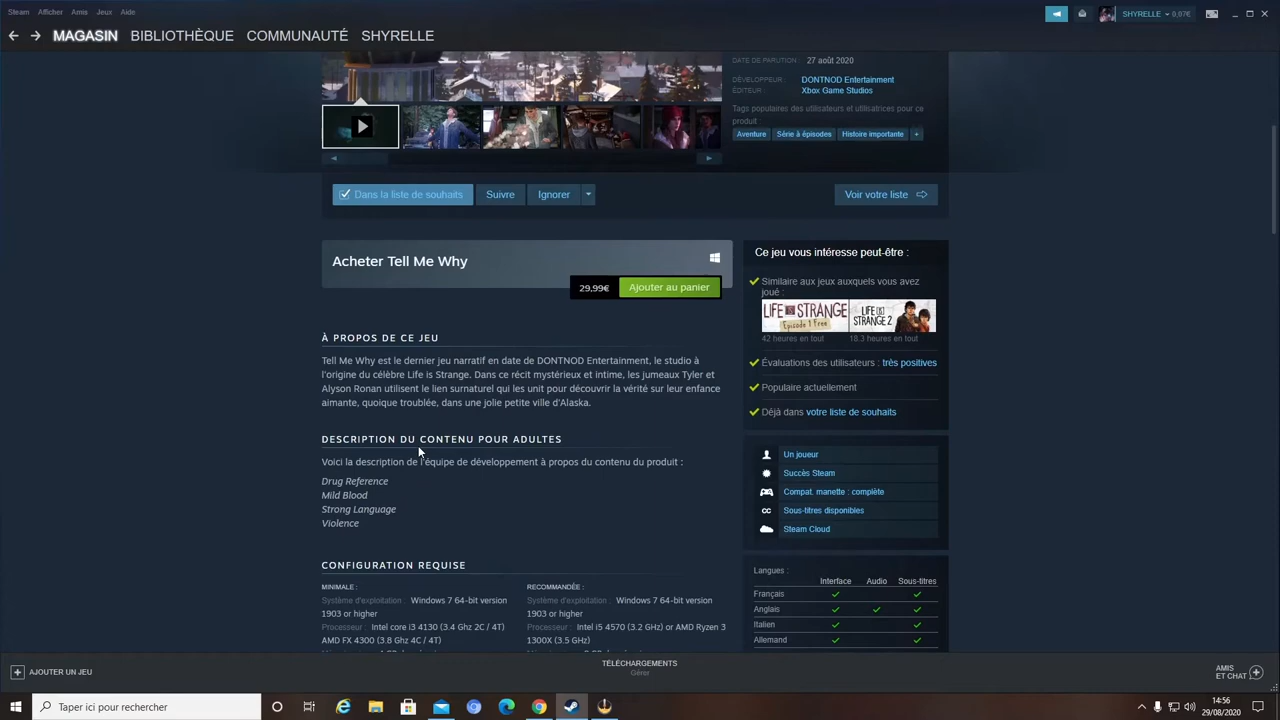 Steam Afficher Amis Jeux Aide
SHYRELLE 0,07€
MAGASIN BIBLIOTHÈQUE COMMUNAUTÉ SHYRELLE
DATE DE PARUTION : 27 août 2020
DÉVELOPPEUR : DONTNOD Entertainment
ÉDITEUR : Xbox Game Studios
Tags populaires des utilisateurs et utilisatrices pour ce
produit :
Aventure Série à épisodes Histoire importante +
Dans la liste de souhaits Suivre Ignorer Voir votre liste
Acheter Tell Me Why
29,99€ Ajouter au panier
À PROPOS DE CE JEU
Tell Me Why est le dernier jeu narratif en date de DONTNOD Entertainment, le studio à
l'origine du célèbre Life is Strange. Dans ce récit mystérieux et intime, les jumeaux Tyler et
Alyson Ronan utilisent le lien surnaturel qui les unit pour découvrir la vérité sur leur enfance
aimante, quoique troublée, dans une jolie petite ville d'Alaska.
DESCRIPTION DU CONTENU POUR ADULTES
Voici la description de l'équipe de développement à propos du contenu du produit :
Drug Reference
Mild Blood
Strong Language
Violence
CONFIGURATION REQUISE
MINIMALE :
Système d'exploitation : Windows 7 64-bit version
1903 or higher
Processeur : Intel core i3 4130 (3.4 Ghz 2C / 4T)
AMD FX 4300 (3.8 Ghz 4C / 4T)
RECOMMANDÉE :
Système d'exploitation : Windows 7 64-bit version
1903 or higher
Processeur : Intel i5 4570 (3.2 GHz) or AMD Ryzen 3
1300X (3.5 GHz)
Ce jeu vous intéresse peut-être :
Similaire aux jeux auxquels vous avez
joué :
LIFE IS STRANGE Episode 1 Free
LIFE IS STRANGE 2
42 heures en tout 18.3 heures en tout
Évaluations des utilisateurs : très positives
Populaire actuellement
Déjà dans votre liste de souhaits
Un joueur
Succès Steam
Compat. manette : complète
CC Sous-titres disponibles
Steam Cloud
Langues :
Interface Audio Sous-titres
Français
Anglais
Italien
Allemand
AJOUTER UN JEU
TÉLÉCHARGEMENTS
Gérer
AMIS
ET CHAT
Taper ici pour rechercher
14:56
29/08/2020